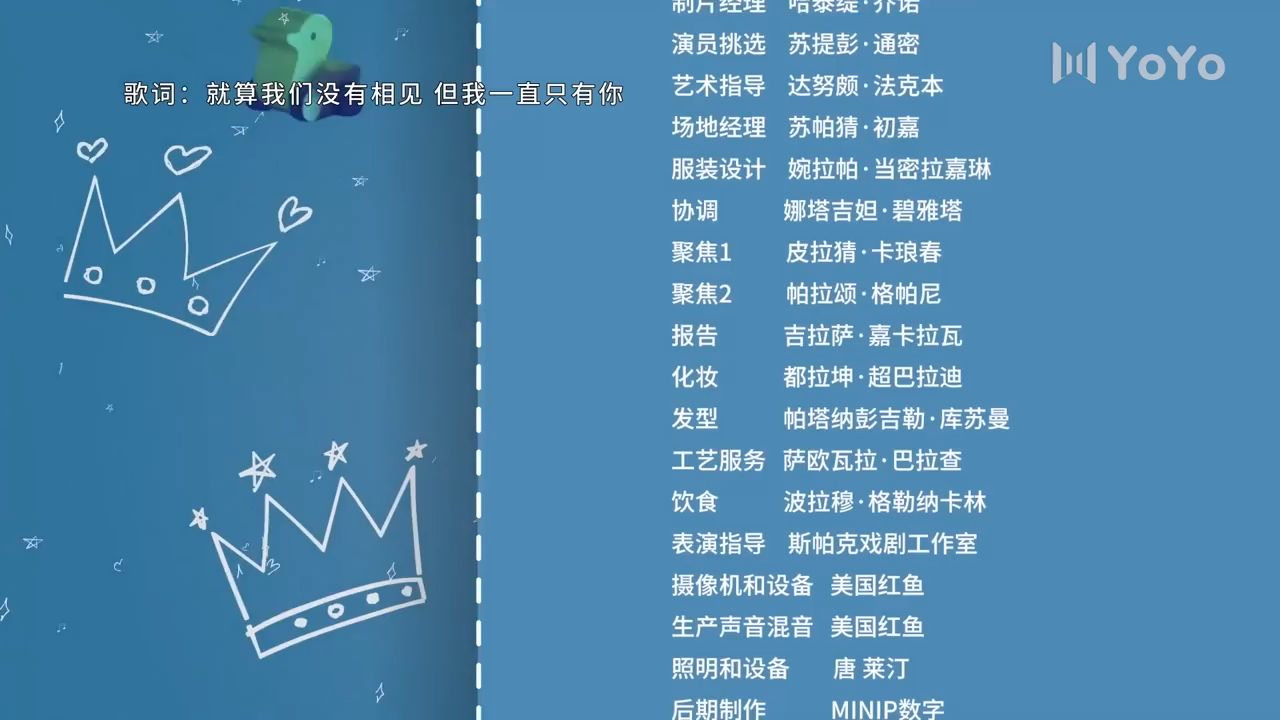 制片经理 哈泰缇·乔诺
演员挑选 苏提彭·通密
YoYo
歌词：就算我们没有相见 但我一直只有你
艺术指导 达努颇·法克本
场地经理 苏帕猜·初嘉
服装设计 婉拉帕·当密拉嘉琳
协调 娜塔吉妲·碧雅塔
聚焦1 皮拉猜·卡琅春
聚焦2 帕拉颂·格帕尼
报告 吉拉萨·嘉卡拉瓦
化妆 都拉坤·超巴拉迪
发型 帕塔纳彭吉勒·库苏曼
工艺服务 萨欧瓦拉·巴拉查
饮食 波拉穆·格勒纳卡林
表演指导 斯帕克戏剧工作室
摄像机和设备 美国红鱼
生产声音混音 美国红鱼
照明和设备 唐 莱汀
后期制作 MINIP数字